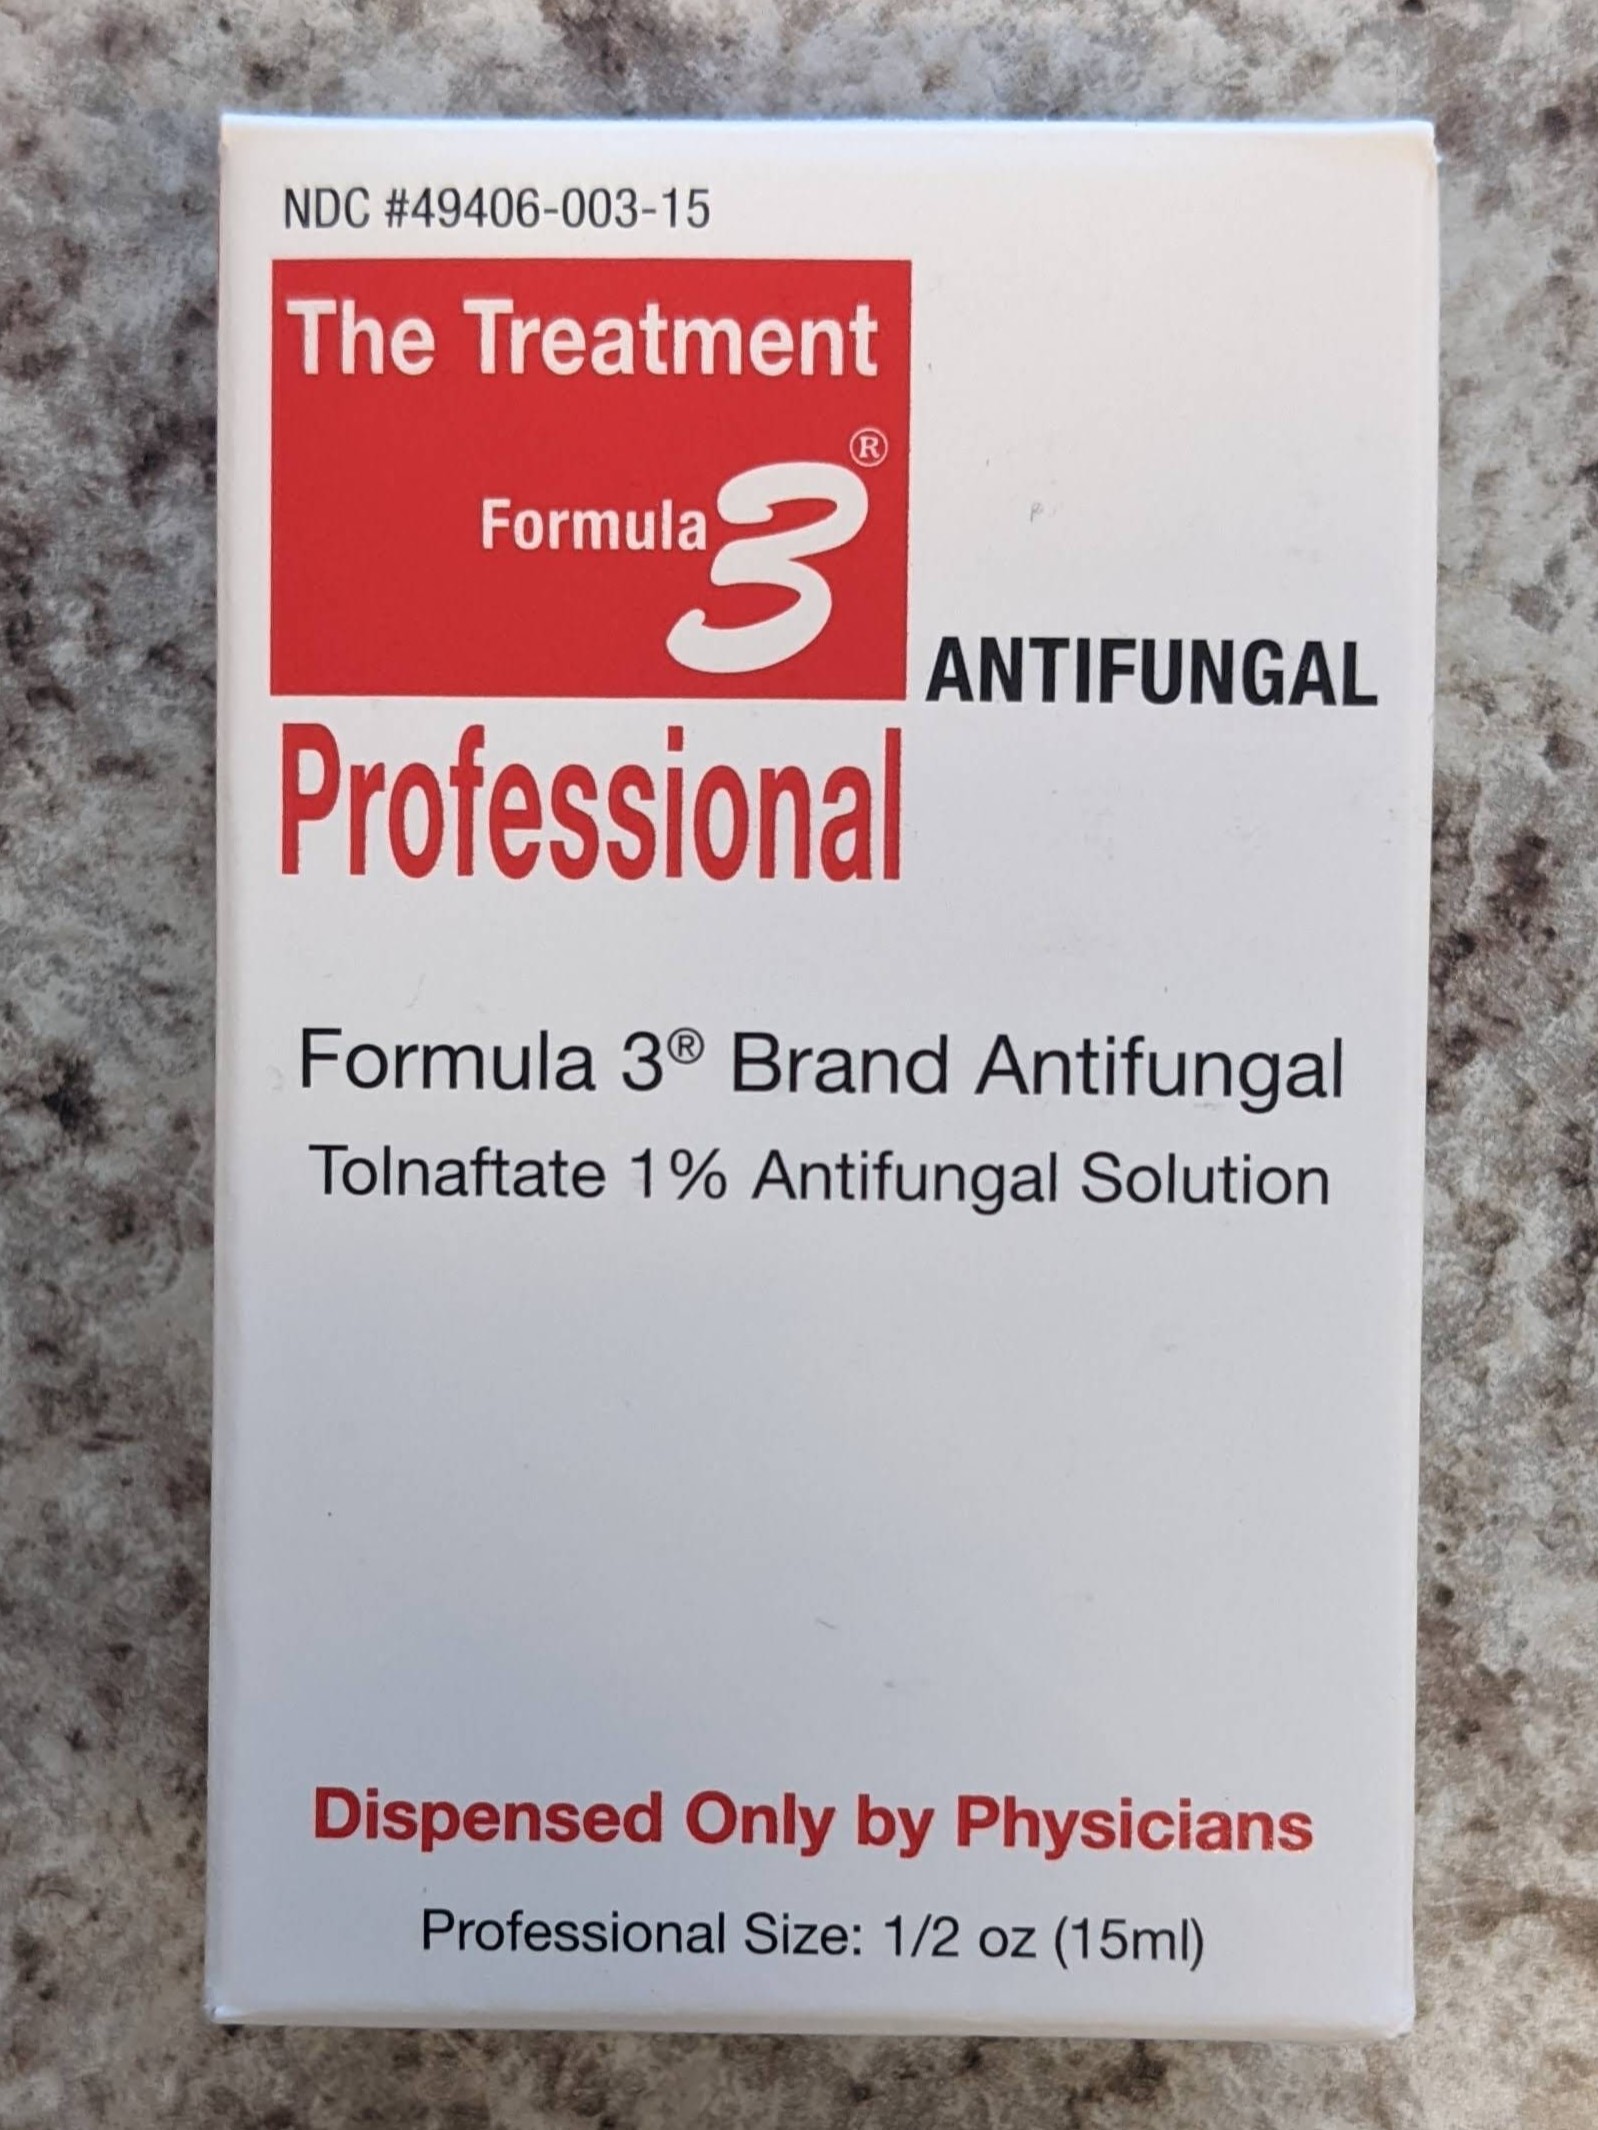 NDC #49406-003-15
The Treatment
Formula 3®
ANTIFUNGAL
Professional
Formula 3® Brand Antifungal
Tolnaftate 1% Antifungal Solution
Dispensed Only by Physicians
Professional Size: 1/2 oz (15ml)